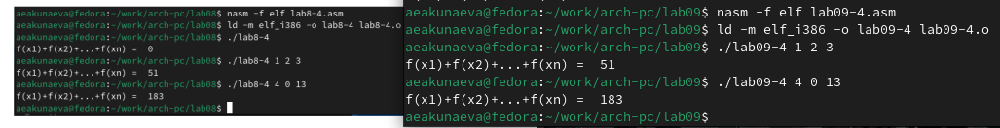 aeakunaeva@fedora:~/work/arch-pc/lab08$ nasm -f elf lab8-4.asm
aeakunaeva@fedora:~/work/arch-pc/lab08$ ld -m elf_i386 -o lab8-4 lab8-4.o
aeakunaeva@fedora:~/work/arch-pc/lab08$ ./lab8-4
f(x1)+f(x2)+...+f(xn) =  0
aeakunaeva@fedora:~/work/arch-pc/lab08$ ./lab8-4 1 2 3
f(x1)+f(x2)+...+f(xn) =  51
aeakunaeva@fedora:~/work/arch-pc/lab08$ ./lab8-4 4 0 13
f(x1)+f(x2)+...+f(xn) =  183
aeakunaeva@fedora:~/work/arch-pc/lab08$
aeakunaeva@fedora:~/work/arch-pc/lab09$ nasm -f elf lab09-4.asm
aeakunaeva@fedora:~/work/arch-pc/lab09$ ld -m elf_i386 -o lab09-4 lab09-4.o
aeakunaeva@fedora:~/work/arch-pc/lab09$ ./lab09-4 1 2 3
f(x1)+f(x2)+...+f(xn) =  51
aeakunaeva@fedora:~/work/arch-pc/lab09$ ./lab09-4 4 0 13
f(x1)+f(x2)+...+f(xn) =  183
aeakunaeva@fedora:~/work/arch-pc/lab09$